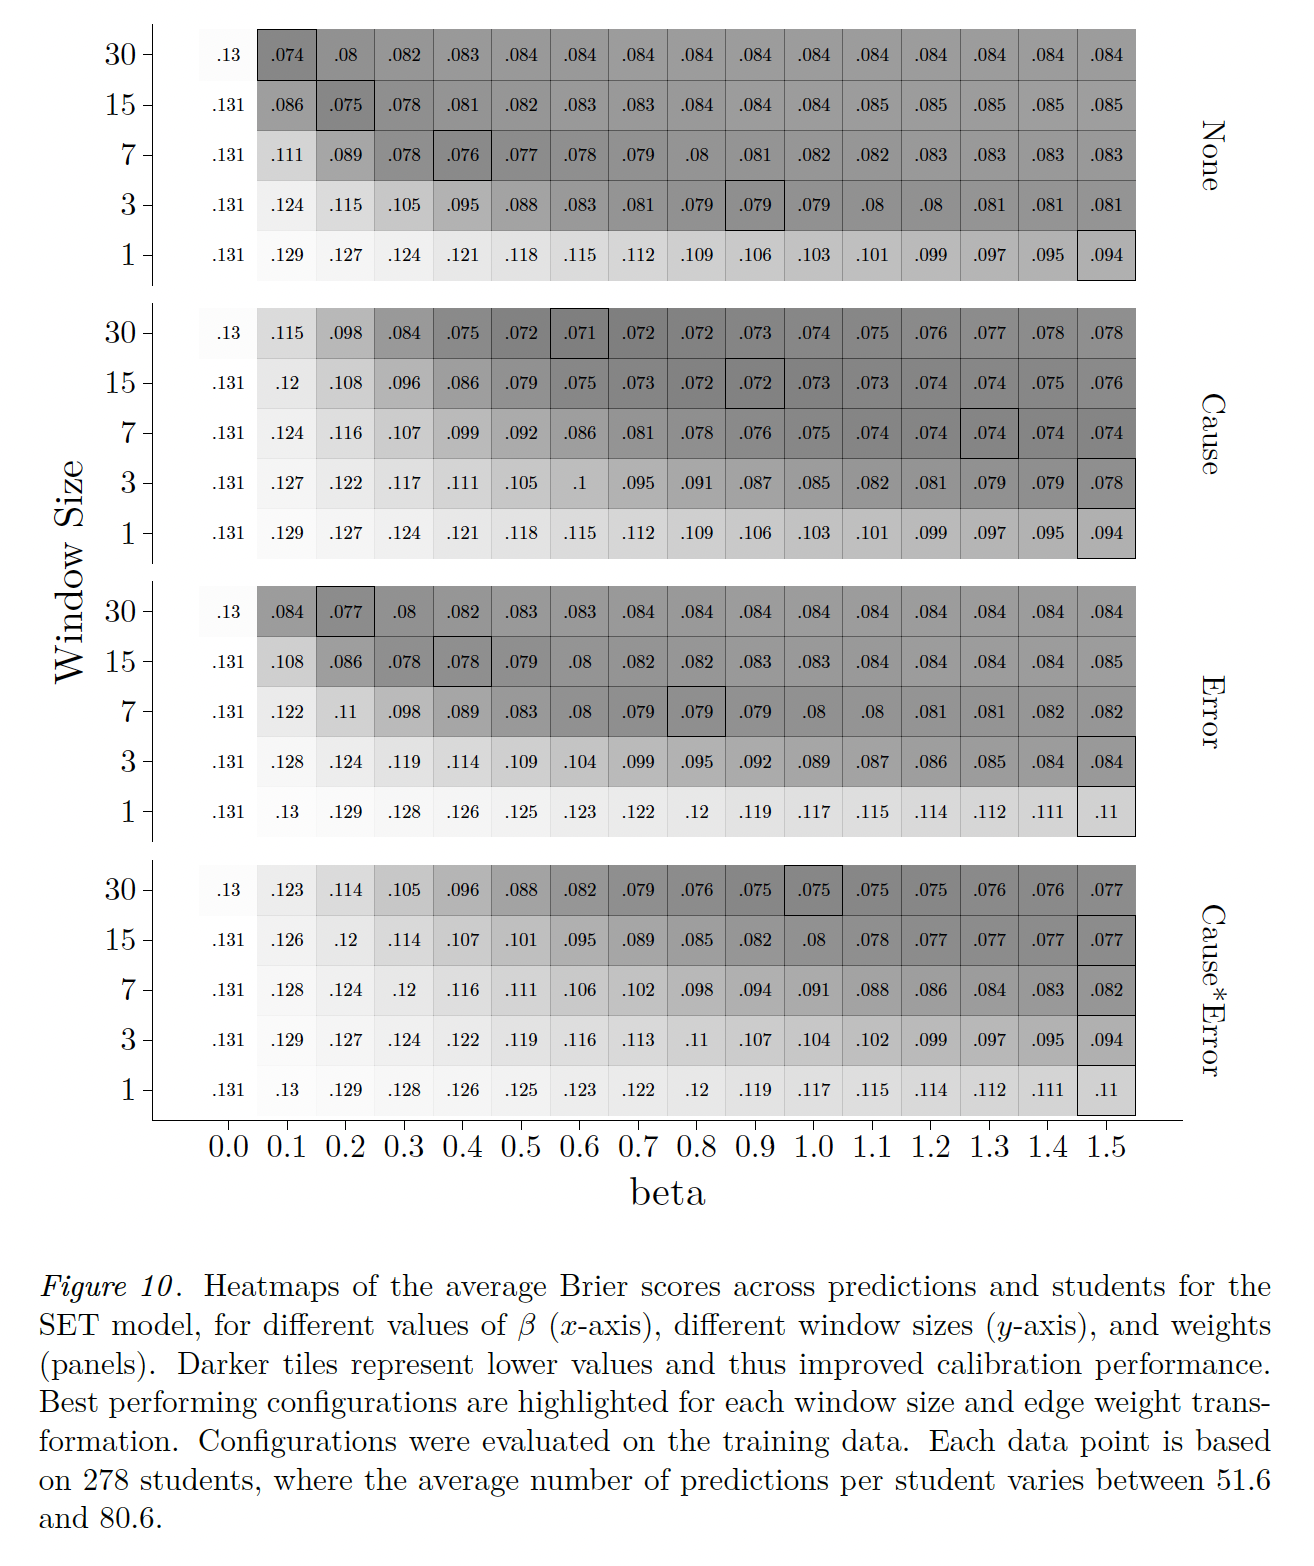 30 .13 .074 .08 .082 .083 .084 .084 .084 .084 .084 .084 .084 .084 .084 .084 .084
15 .131 .086 .075 .078 .081 .082 .083 .083 .084 .084 .084 .085 .085 .085 .085 .085
7 .131 .111 .089 .078 .076 .077 .078 .079 .08 .081 .082 .082 .083 .083 .083 .083
3 .131 .124 .115 .105 .095 .088 .083 .081 .079 .079 .079 .08 .08 .081 .081 .081
1 .131 .129 .127 .124 .121 .118 .115 .112 .109 .106 .103 .101 .099 .097 .095 .094
None
30 .13 .115 .098 .084 .075 .072 .071 .072 .072 .073 .074 .075 .076 .077 .078 .078
15 .131 .12 .108 .096 .086 .079 .075 .073 .072 .072 .073 .073 .074 .074 .075 .076
7 .131 .124 .116 .107 .099 .092 .086 .081 .078 .076 .075 .074 .074 .074 .074 .074
3 .131 .127 .122 .117 .111 .105 .1 .095 .091 .087 .085 .082 .081 .079 .079 .078
1 .131 .129 .127 .124 .121 .118 .115 .112 .109 .106 .103 .101 .099 .097 .095 .094
Cause
Window Size
30 .13 .084 .077 .08 .082 .083 .083 .084 .084 .084 .084 .084 .084 .084 .084 .084
15 .131 .108 .086 .078 .078 .079 .08 .082 .082 .083 .083 .084 .084 .084 .084 .085
7 .131 .122 .11 .098 .089 .083 .08 .079 .079 .079 .08 .08 .081 .081 .082 .082
3 .131 .128 .124 .119 .114 .109 .104 .099 .095 .092 .089 .087 .086 .085 .084 .084
1 .131 .13 .129 .128 .126 .125 .123 .122 .12 .119 .117 .115 .114 .112 .111 .11
Error
30 .13 .123 .114 .105 .096 .088 .082 .079 .076 .075 .075 .075 .075 .076 .076 .077
15 .131 .126 .12 .114 .107 .101 .095 .089 .085 .082 .08 .078 .077 .077 .077 .077
7 .131 .128 .124 .12 .116 .111 .106 .102 .098 .094 .091 .088 .086 .084 .083 .082
3 .131 .129 .127 .124 .122 .119 .116 .113 .11 .107 .104 .102 .099 .097 .095 .094
1 .131 .13 .129 .128 .126 .125 .123 .122 .12 .119 .117 .115 .114 .112 .111 .11
Cause*Error
0.0 0.1 0.2 0.3 0.4 0.5 0.6 0.7 0.8 0.9 1.0 1.1 1.2 1.3 1.4 1.5
beta
Figure 10. Heatmaps of the average Brier scores across predictions and students for the
SET model, for different values of β (x-axis), different window sizes (y-axis), and weights
(panels). Darker tiles represent lower values and thus improved calibration performance.
Best performing configurations are highlighted for each window size and edge weight trans-
formation. Configurations were evaluated on the training data. Each data point is based
on 278 students, where the average number of predictions per student varies between 51.6
and 80.6.